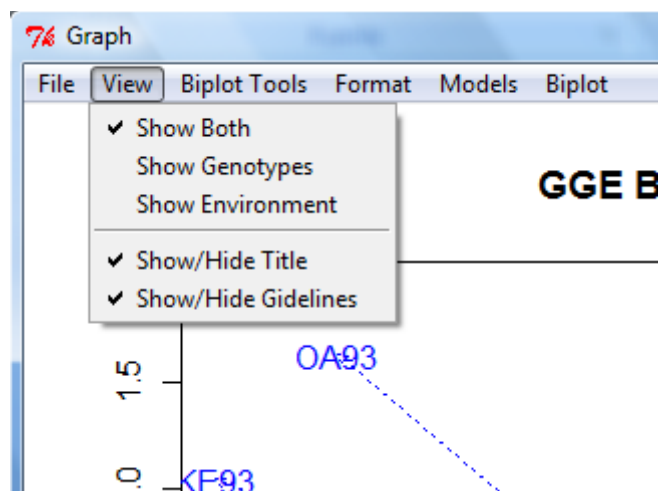 Graph
File View Biplot Tools Format Models Biplot
Show Both
Show Genotypes
Show Environment
GGE B
Show/Hide Title
Show/Hide Gidelines
OA93
1.5
KE93
.0